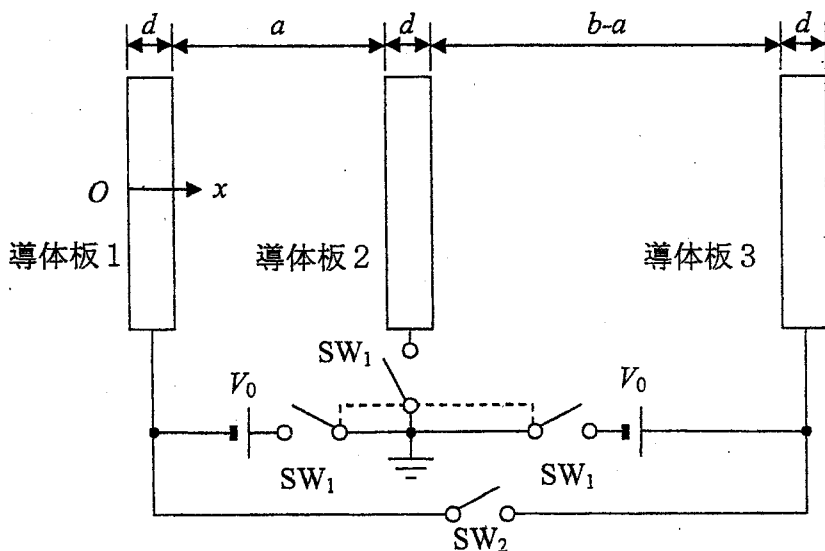 d a d b-a d
O x
導体板1 導体板2 導体板3
SW₁
V₀ V₀
SW₁ SW₁
SW₂